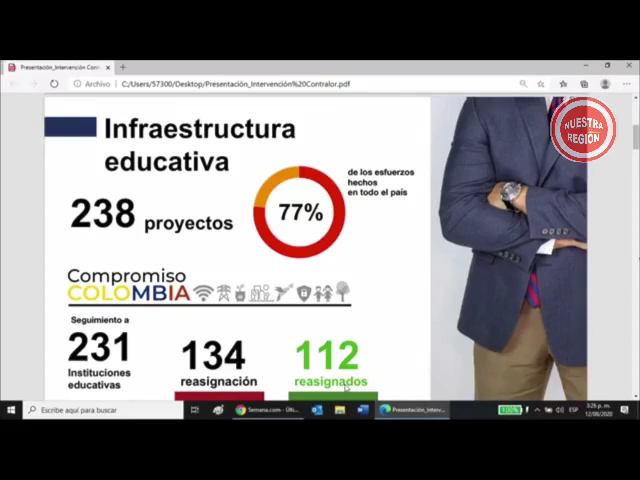 Presentación_Intervención Contr
Archivo
C:/Users/57300/Desktop/Presentación_Intervención%20Contralor.pdf
NUESTRA
REGIÓN
Infraestructura
educativa
238 proyectos
77%
de los esfuerzos
hechos
en todo el país
Compromiso
COLOMBIA
Seguimiento a
231
Instituciones
educativas
134
reasignación
112
reasignados
Escribe aquí para buscar
Semana.com
Presentación_Interv...
100%
ESP
3:25 p. m.
12/08/2020